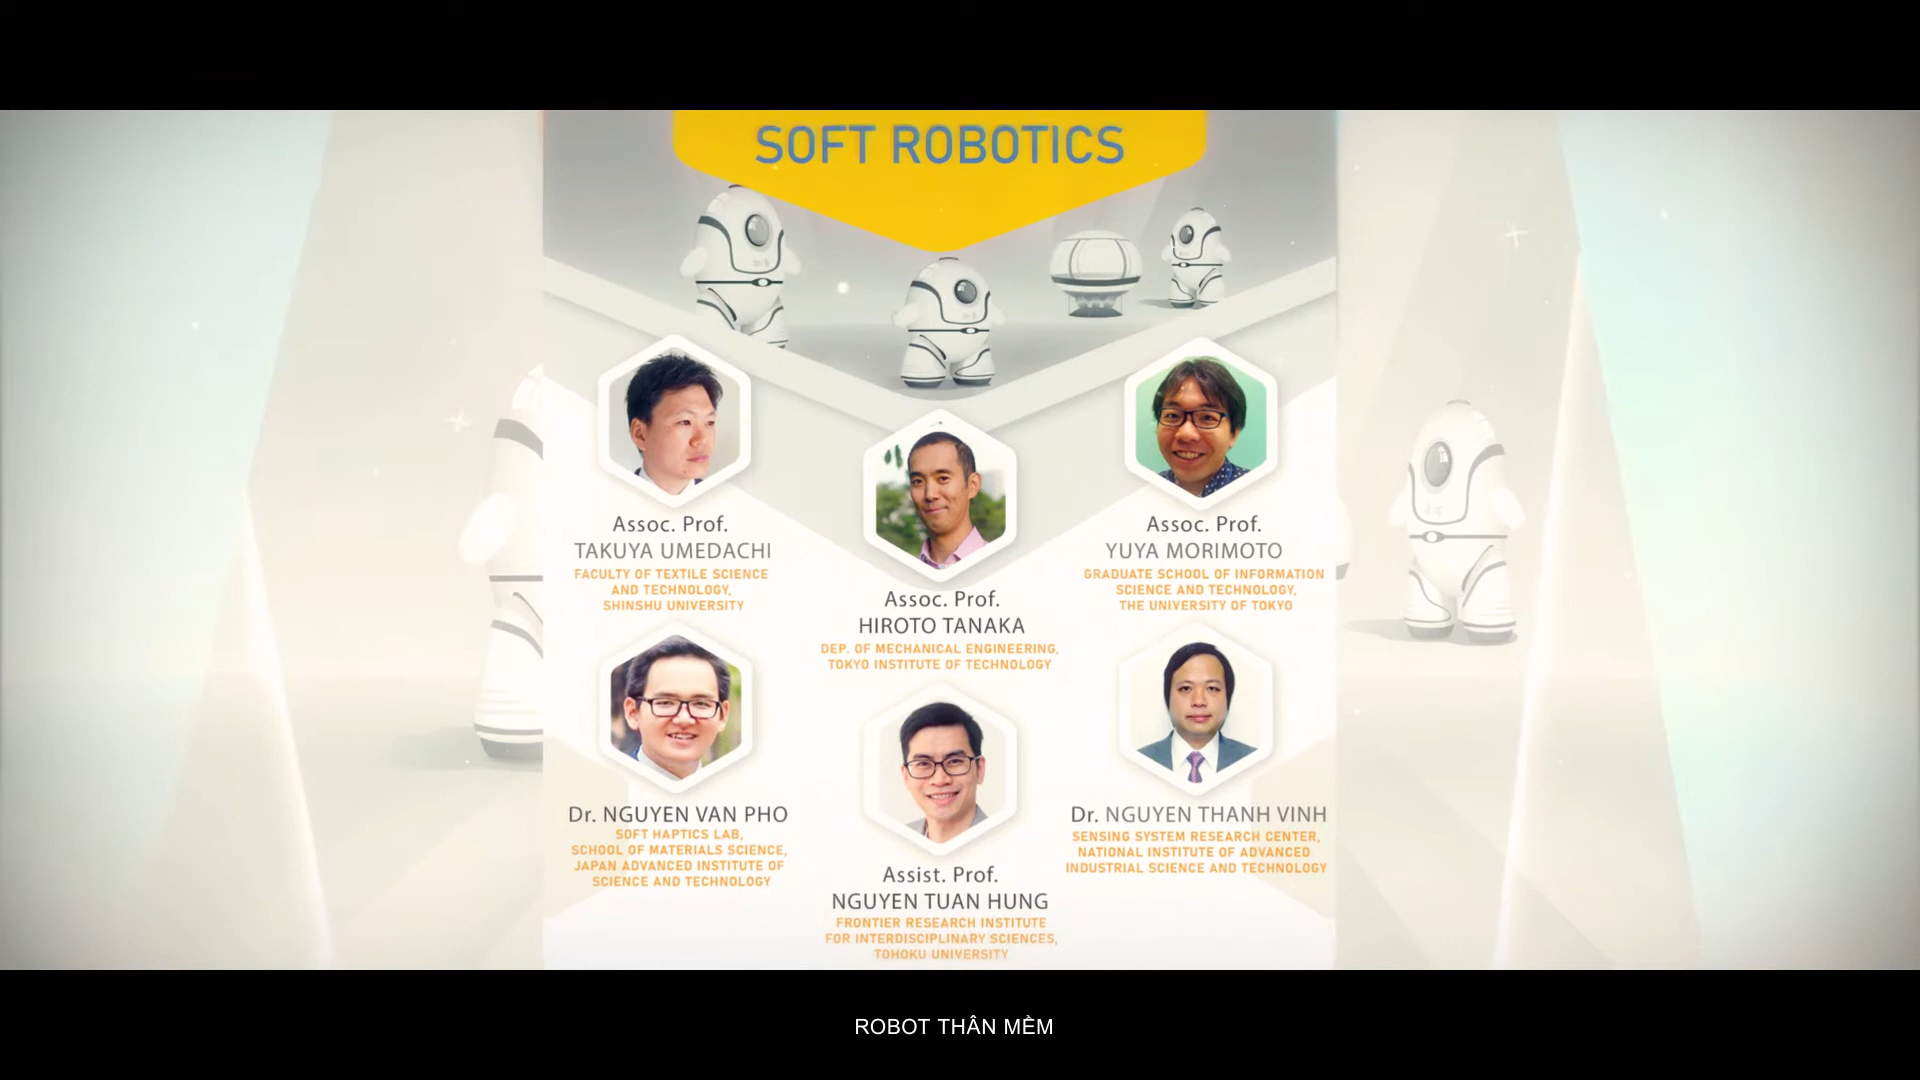 SOFT ROBOTICS
Assoc. Prof.
TAKUYA UMEDACHI
FACULTY OF TEXTILE SCIENCE
AND TECHNOLOGY,
SHINSHU UNIVERSITY
Assoc. Prof.
HIROTO TANAKA
DEP. OF MECHANICAL ENGINEERING,
TOKYO INSTITUTE OF TECHNOLOGY
Assoc. Prof.
YUYA MORIMOTO
GRADUATE SCHOOL OF INFORMATION
SCIENCE AND TECHNOLOGY,
THE UNIVERSITY OF TOKYO
Dr. NGUYEN VAN PHO
SOFT HAPTICS LAB,
SCHOOL OF MATERIALS SCIENCE,
JAPAN ADVANCED INSTITUTE OF
SCIENCE AND TECHNOLOGY
Assist. Prof.
NGUYEN TUAN HUNG
FRONTIER RESEARCH INSTITUTE
FOR INTERDISCIPLINARY SCIENCES,
TOHOKU UNIVERSITY
Dr. NGUYEN THANH VINH
SENSING SYSTEM RESEARCH CENTER,
NATIONAL INSTITUTE OF ADVANCED
INDUSTRIAL SCIENCE AND TECHNOLOGY
ROBOT THÂN MỀM